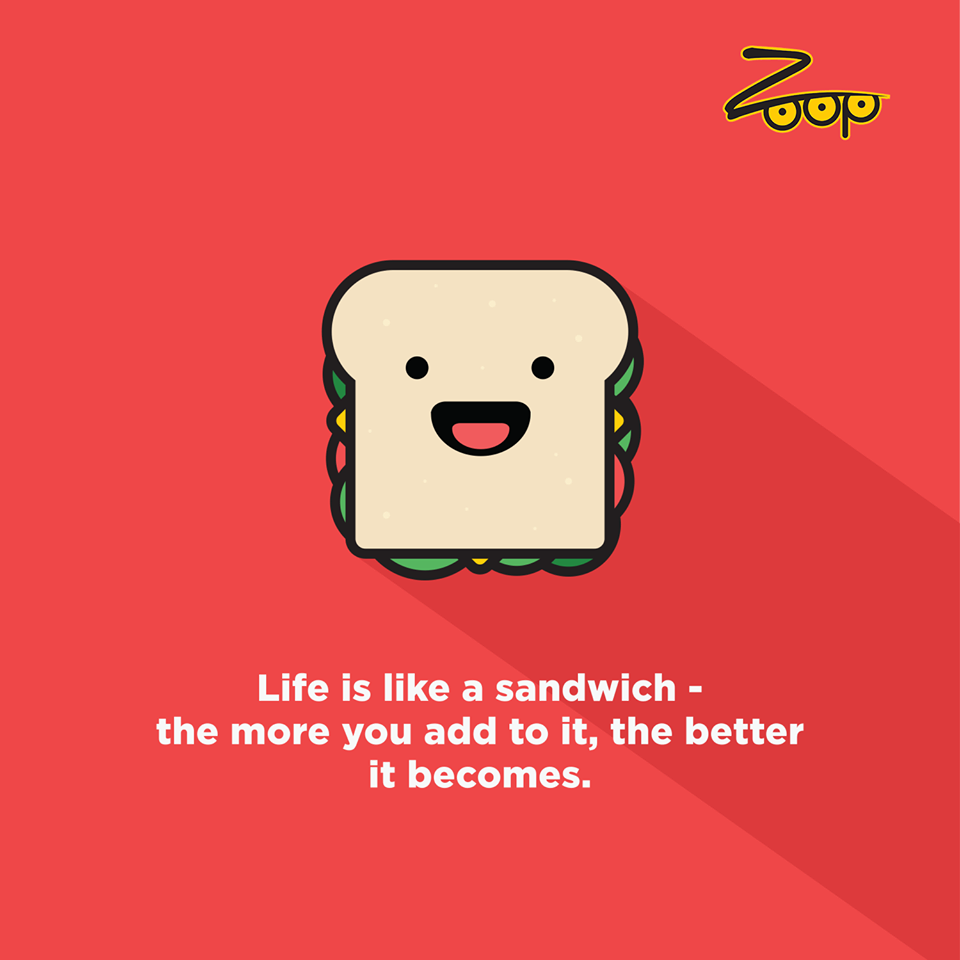 Zoop
Life is like a sandwich -
the more you add to it, the better
it becomes.